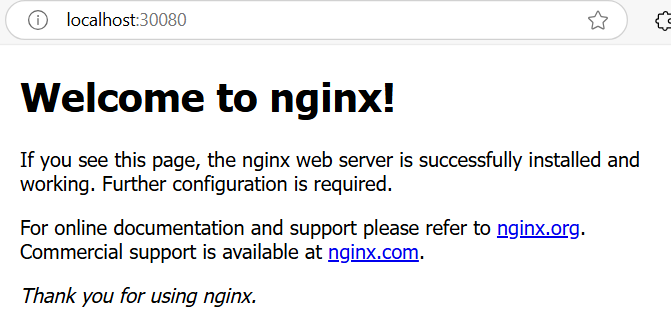 localhost:30080
Welcome to nginx!
If you see this page, the nginx web server is successfully installed and
working. Further configuration is required.
For online documentation and support please refer to nginx.org.
Commercial support is available at nginx.com.
Thank you for using nginx.